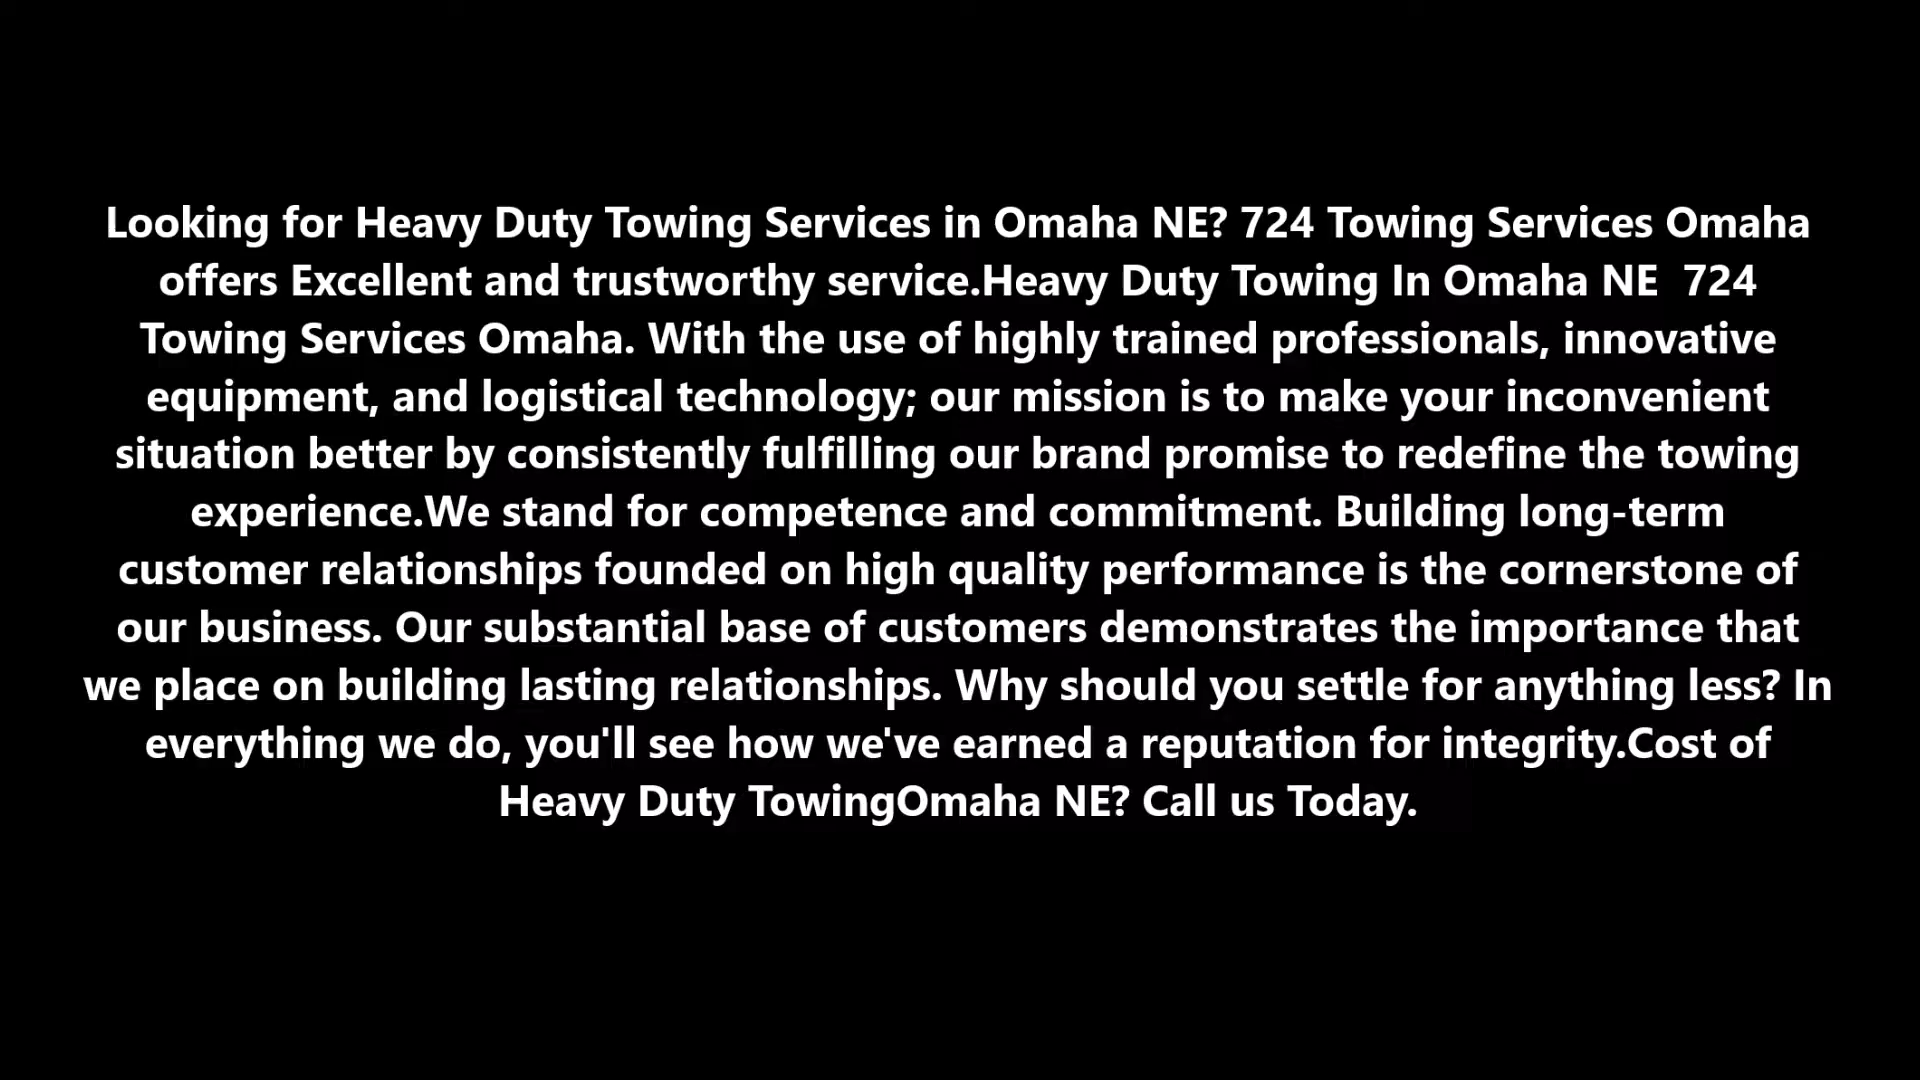 Looking for Heavy Duty Towing Services in Omaha NE? 724 Towing Services Omaha
offers Excellent and trustworthy service.Heavy Duty Towing In Omaha NE  724
Towing Services Omaha. With the use of highly trained professionals, innovative
equipment, and logistical technology; our mission is to make your inconvenient
situation better by consistently fulfilling our brand promise to redefine the towing
experience.We stand for competence and commitment. Building long-term
customer relationships founded on high quality performance is the cornerstone of
our business. Our substantial base of customers demonstrates the importance that
we place on building lasting relationships. Why should you settle for anything less? In
everything we do, you'll see how we've earned a reputation for integrity.Cost of
Heavy Duty TowingOmaha NE? Call us Today.